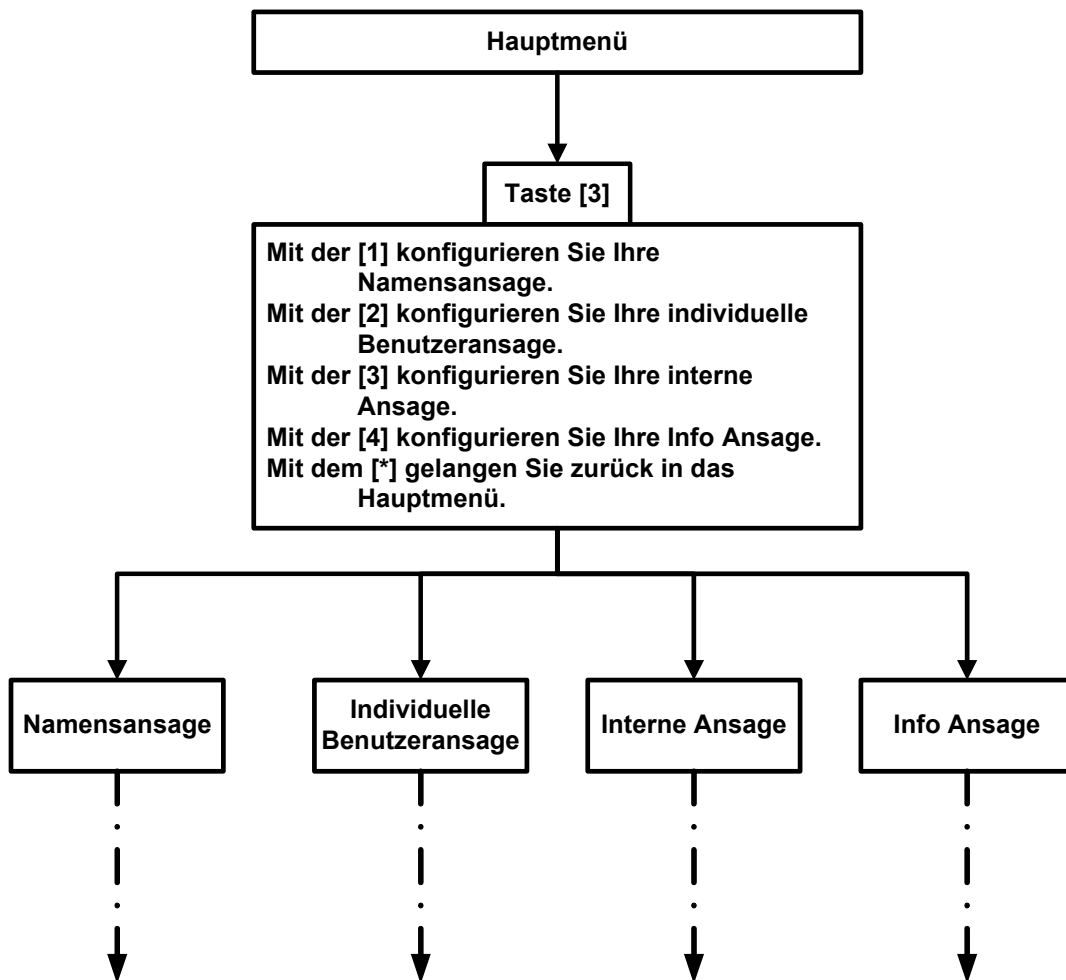 Hauptmenü
Taste [3]
Mit der [1] konfigurieren Sie Ihre
Namensansage.
Mit der [2] konfigurieren Sie Ihre individuelle
Benutzeransage.
Mit der [3] konfigurieren Sie Ihre interne
Ansage.
Mit der [4] konfigurieren Sie Ihre Info Ansage.
Mit dem [*] gelangen Sie zurück in das
Hauptmenü.
Namensansage
Individuelle
Benutzeransage
Interne Ansage
Info Ansage